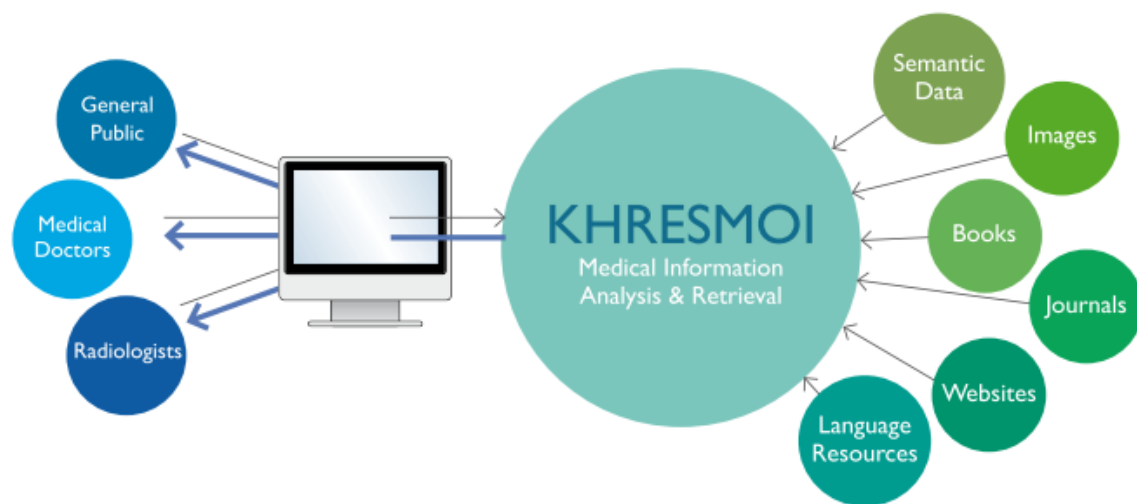 General
Public
Medical
Doctors
Radiologists
KHRESMOI
Medical Information
Analysis & Retrieval
Semantic
Data
Images
Books
Journals
Websites
Language
Resources